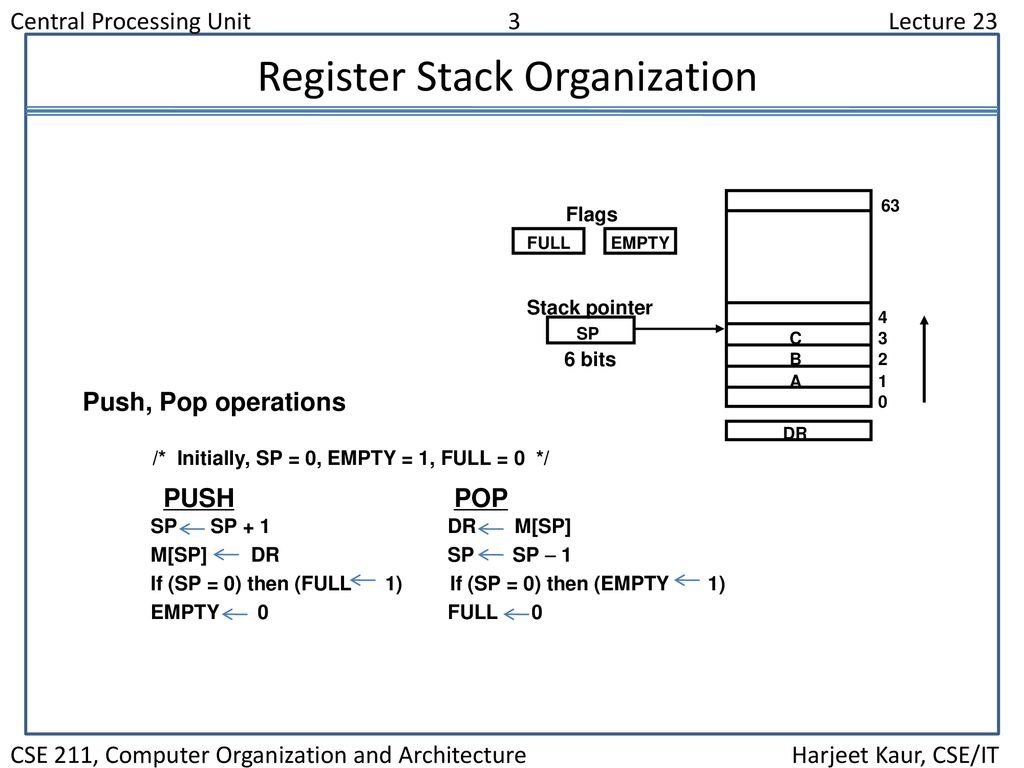 Central Processing Unit 3 Lecture 23
Register Stack Organization
63
Flags
FULL EMPTY
Stack pointer
4
SP
C 3
6 bits
B 2
A 1
0
Push, Pop operations
DR
/* Initially, SP = 0, EMPTY = 1, FULL = 0 */
PUSH POP
SP ← SP + 1 DR ← M[SP]
M[SP] ← DR SP ← SP – 1
If (SP = 0) then (FULL ← 1) If (SP = 0) then (EMPTY ← 1)
EMPTY ← 0 FULL ← 0
CSE 211, Computer Organization and Architecture Harjeet Kaur, CSE/IT